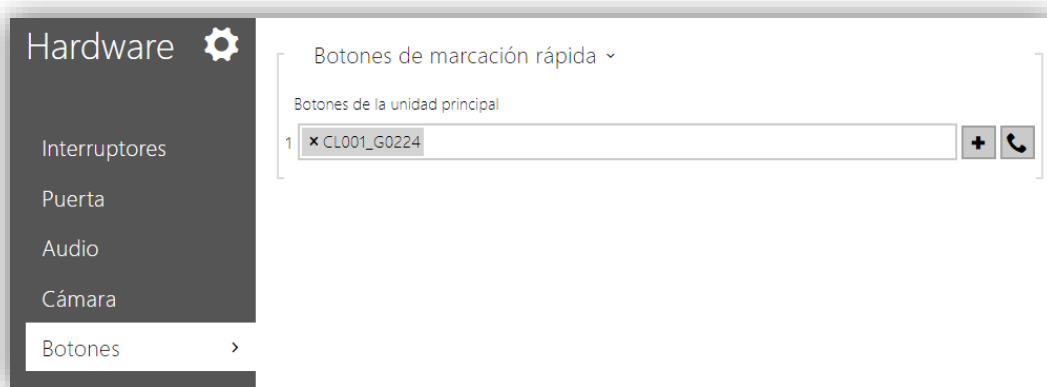 Hardware
Interruptores
Puerta
Audio
Cámara
Botones
Botones de marcación rápida
Botones de la unidad principal
1 × CL001_G0224